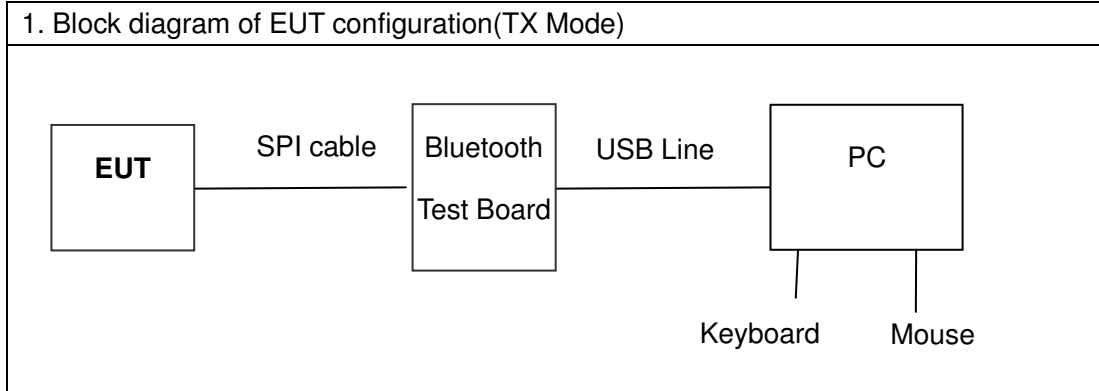 1. Block diagram of EUT configuration(TX Mode)
EUT
SPI cable
Bluetooth
Test Board
USB Line
PC
Keyboard
Mouse